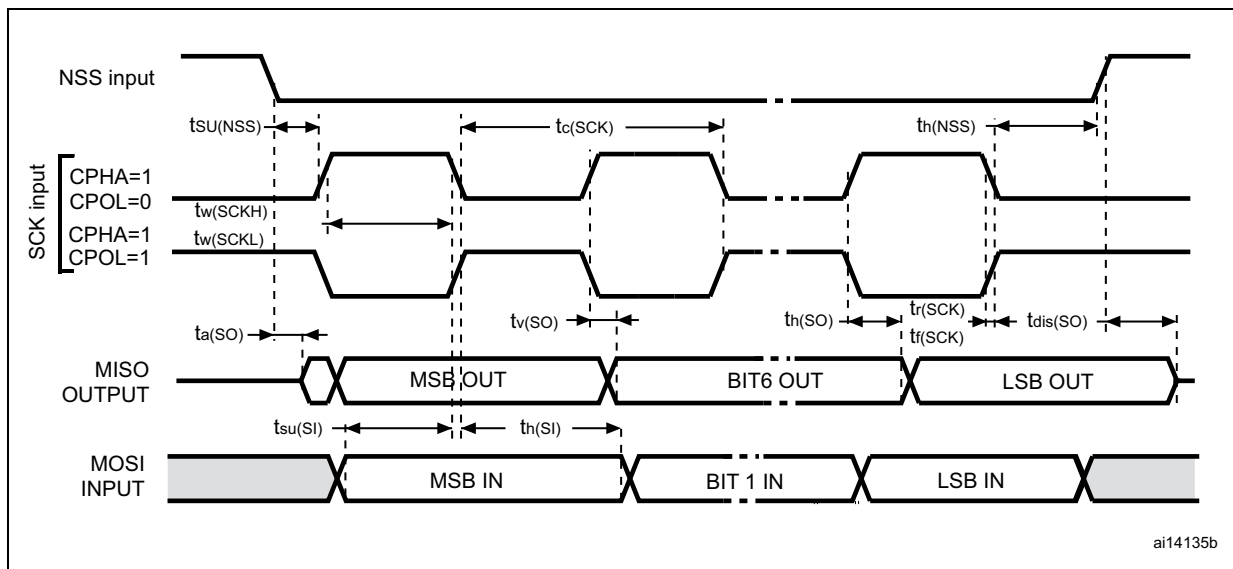 NSS input
tSU(NSS)
tc(SCK)
th(NSS)
SCK input
CPHA=1
CPOL=0
tw(SCKH)
CPHA=1
tw(SCKL)
CPOL=1
ta(SO)
tv(SO)
th(SO)
tr(SCK)
tf(SCK)
tdis(SO)
MISO
OUTPUT
MSB OUT
BIT6 OUT
LSB OUT
tsu(SI)
th(SI)
MOSI
INPUT
MSB IN
BIT 1 IN
LSB IN
ai14135b